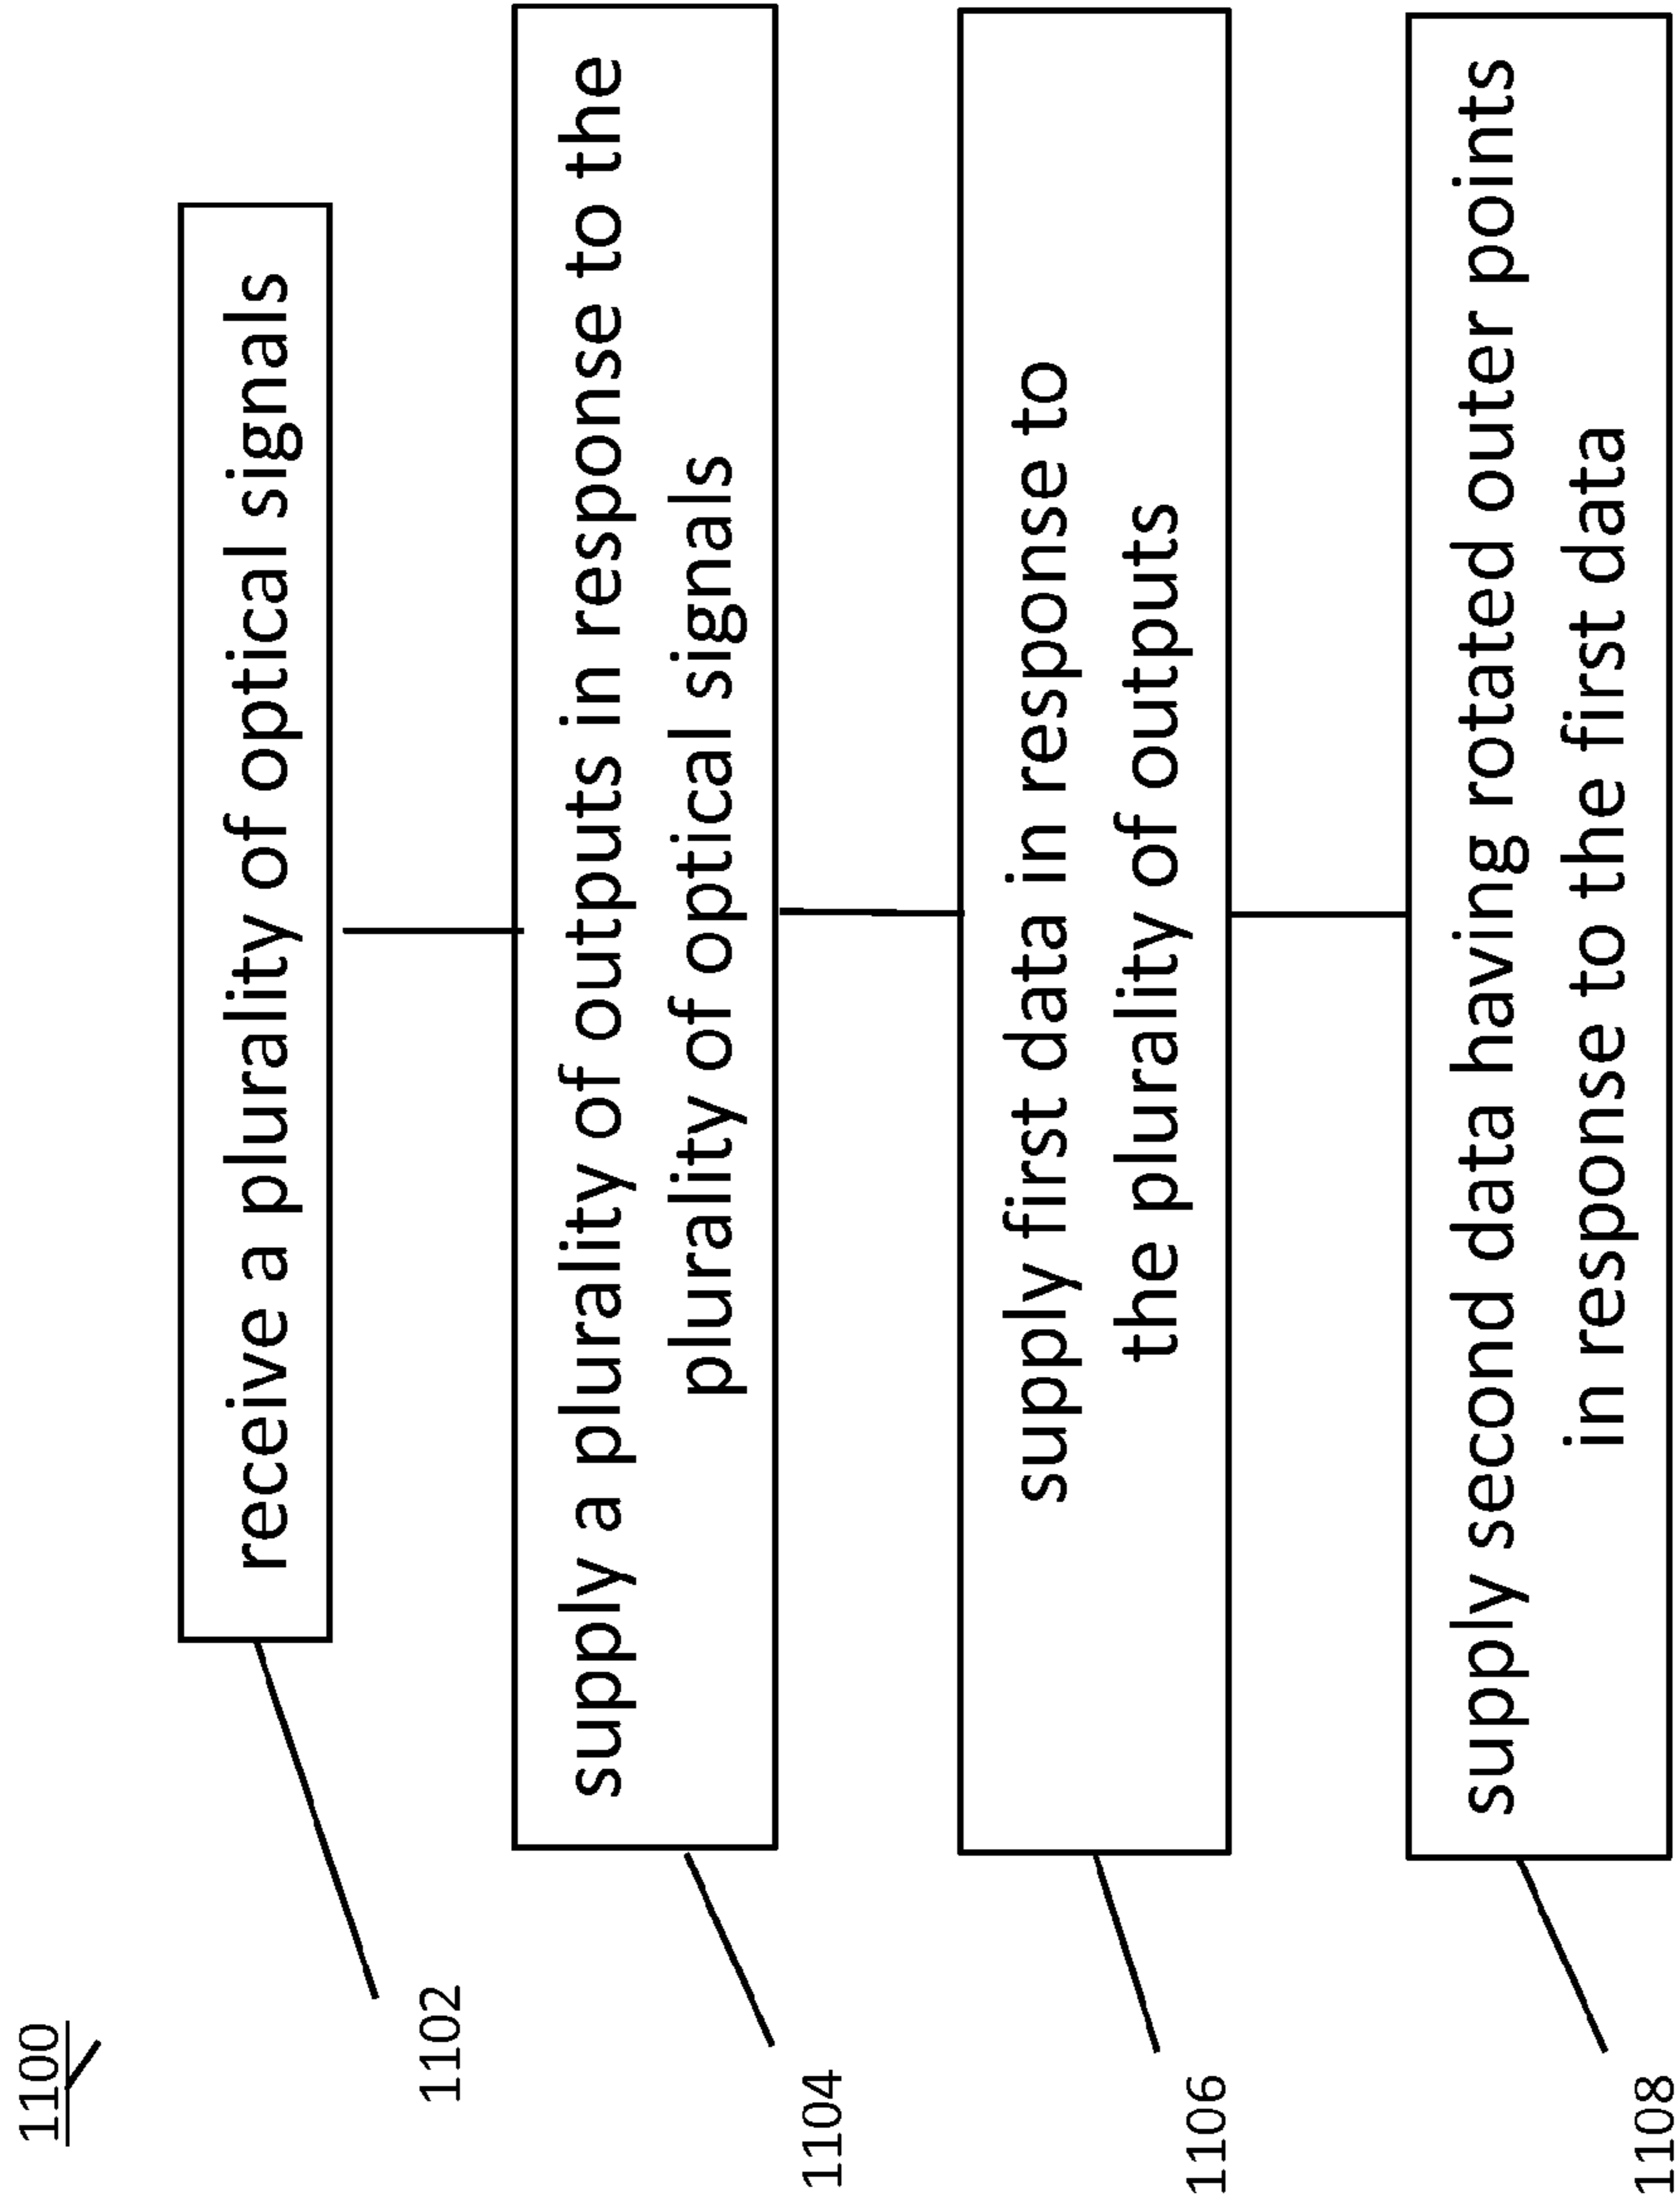 1100
1102
receive a plurality of optical signals
1104
supply a plurality of outputs in response to the
plurality of optical signals
1106
supply first data in response to
the plurality of outputs
1108
supply second data having rotated outer points
in response to the first data